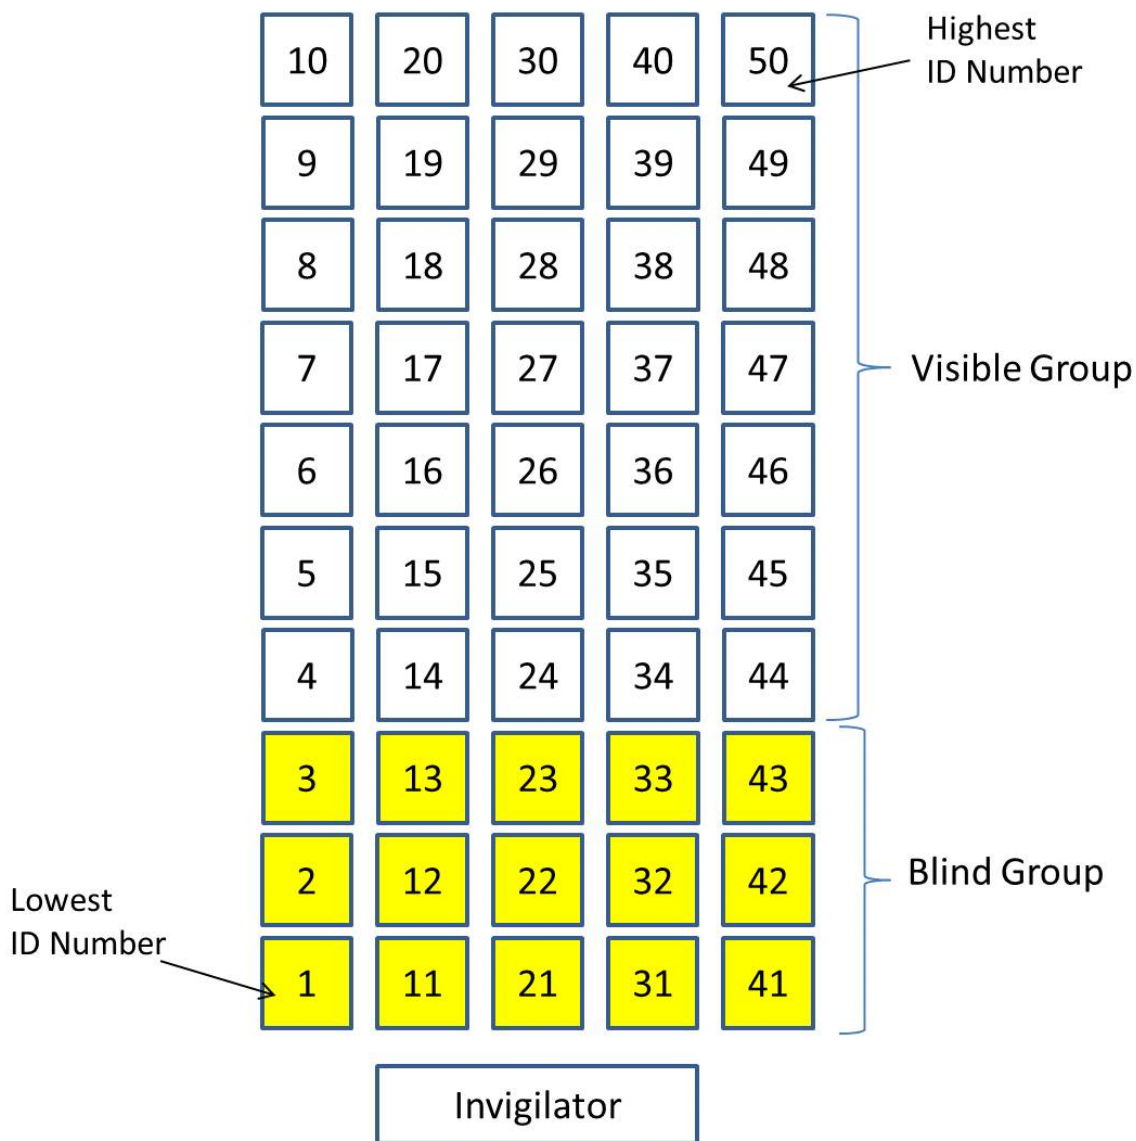 Highest
ID Number
10 20 30 40 50
9 19 29 39 49
8 18 28 38 48
7 17 27 37 47
Visible Group
6 16 26 36 46
5 15 25 35 45
4 14 24 34 44
3 13 23 33 43
2 12 22 32 42
Blind Group
Lowest
ID Number
1 11 21 31 41
Invigilator